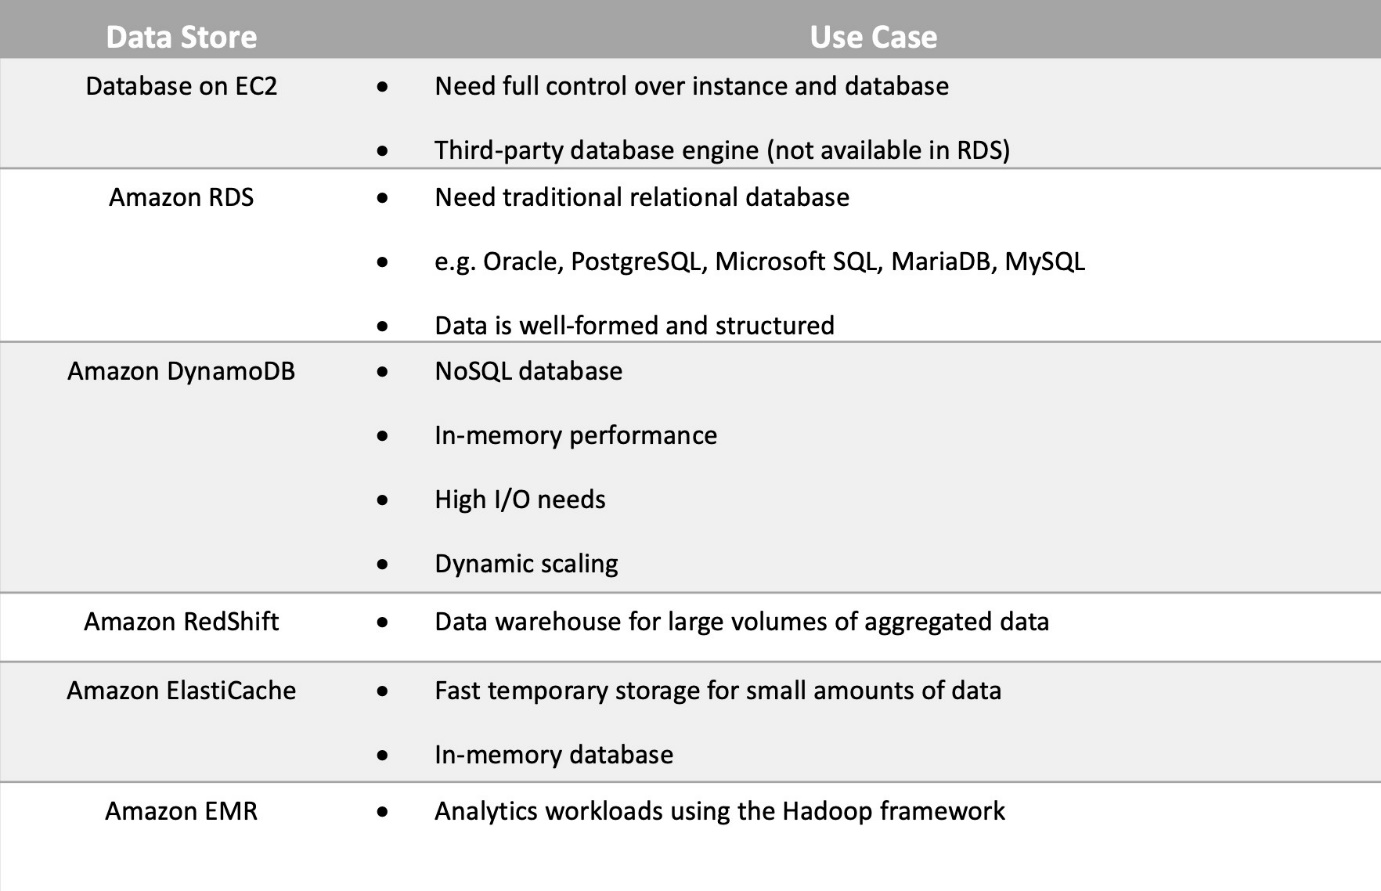 Data Store Use Case
Database on EC2 • Need full control over instance and database
• Third-party database engine (not available in RDS)
Amazon RDS • Need traditional relational database
• e.g. Oracle, PostgreSQL, Microsoft SQL, MariaDB, MySQL
• Data is well-formed and structured
Amazon DynamoDB • NoSQL database
• In-memory performance
• High I/O needs
• Dynamic scaling
Amazon RedShift • Data warehouse for large volumes of aggregated data
Amazon ElastiCache • Fast temporary storage for small amounts of data
• In-memory database
Amazon EMR • Analytics workloads using the Hadoop framework